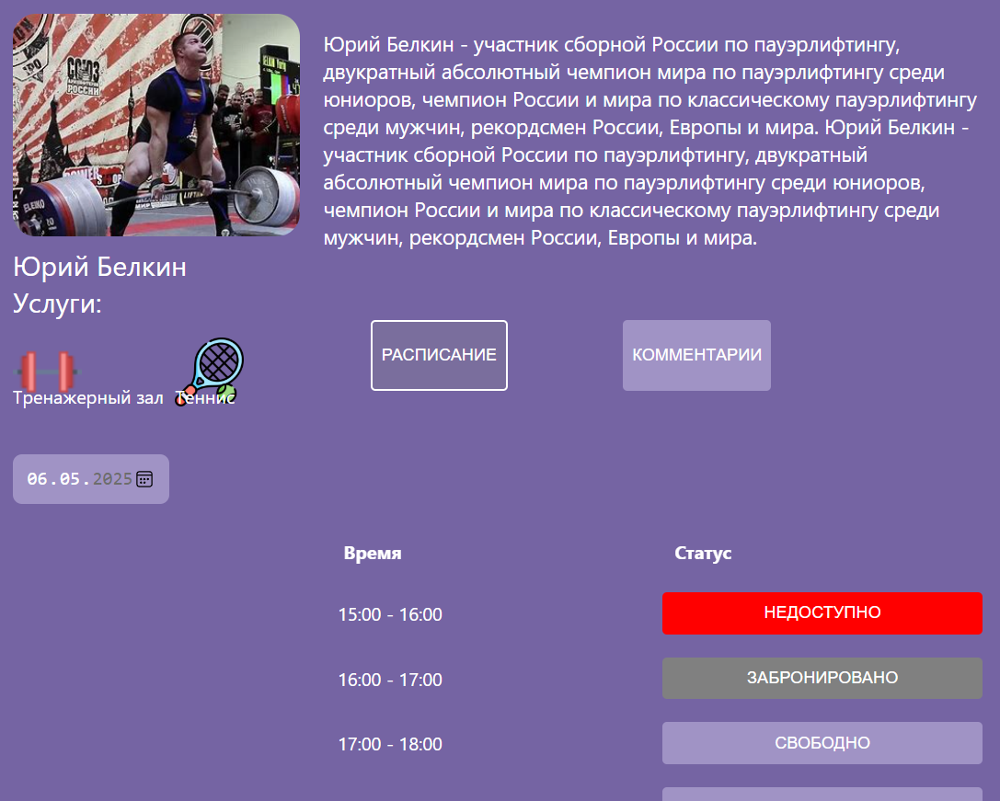 СОЮЗ
РОССИИ
ELEIKO
Юрий Белкин - участник сборной России по пауэрлифтингу,
двукратный абсолютный чемпион мира по пауэрлифтингу среди
юниоров, чемпион России и мира по классическому пауэрлифтингу
среди мужчин, рекордсмен России, Европы и мира. Юрий Белкин -
участник сборной России по пауэрлифтингу, двукратный
абсолютный чемпион мира по пауэрлифтингу среди юниоров,
чемпион России и мира по классическому пауэрлифтингу среди
мужчин, рекордсмен России, Европы и мира.
Юрий Белкин
Услуги:
Тренажерный зал Теннис
РАСПИСАНИЕ КОММЕНТАРИИ
06.05.2025
Время Статус
15:00 - 16:00 НЕДОСТУПНО
16:00 - 17:00 ЗАБРОНИРОВАНО
17:00 - 18:00 СВОБОДНО